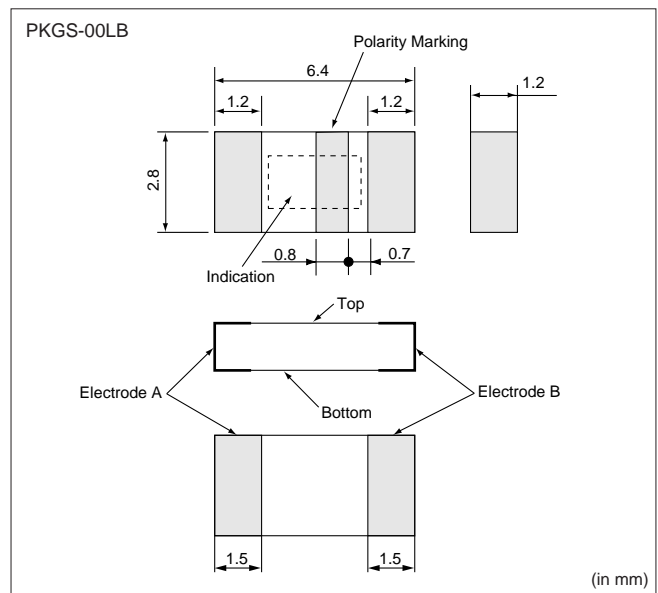 PKGS-00LB
Polarity Marking
6.4
1.2
1.2
1.2
2.8
0.8
0.7
Indication
Top
Electrode A
Electrode B
Bottom
1.5
1.5
(in mm)